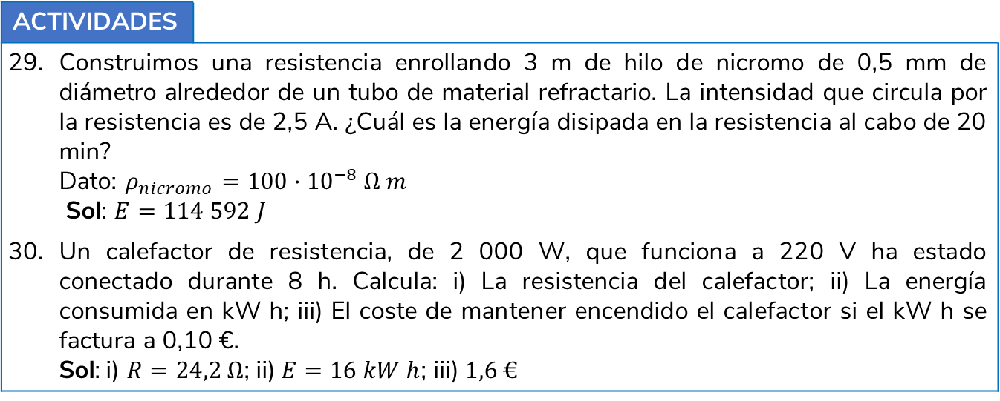 ACTIVIDADES
29. Construimos una resistencia enrollando 3 m de hilo de nicromo de 0,5 mm de
diámetro alrededor de un tubo de material refractario. La intensidad que circula por
la resistencia es de 2,5 A. ¿Cuál es la energía disipada en la resistencia al cabo de 20
min?
Dato: ρ_nicromo = 100 · 10⁻⁸ Ω m
Sol: E = 114 592 J
30. Un calefactor de resistencia, de 2 000 W, que funciona a 220 V ha estado
conectado durante 8 h. Calcula: i) La resistencia del calefactor; ii) La energía
consumida en kW h; iii) El coste de mantener encendido el calefactor si el kW h se
factura a 0,10 €.
Sol: i) R = 24,2 Ω; ii) E = 16 kW h; iii) 1,6 €